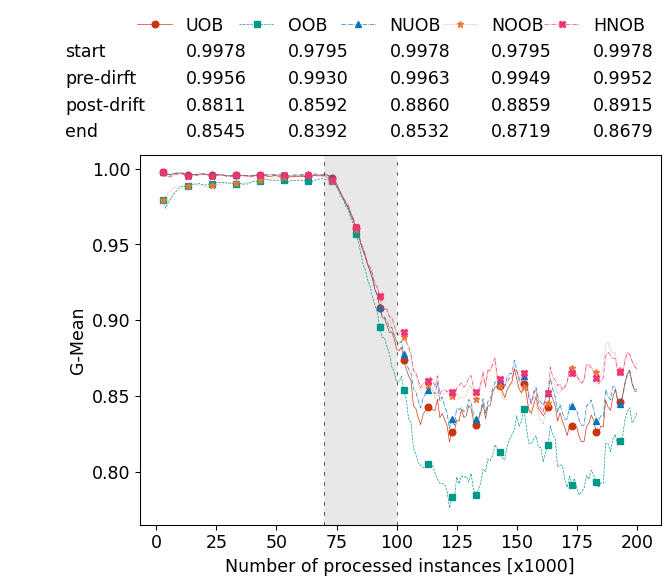 UOB OOB NUOB NOOB HNOB
start 0.9978 0.9795 0.9978 0.9795 0.9978
pre-dirft 0.9956 0.9930 0.9963 0.9949 0.9952
post-drift 0.8811 0.8592 0.8860 0.8859 0.8915
end 0.8545 0.8392 0.8532 0.8719 0.8679
1.00
0.95
0.90
0.85
0.80
G-Mean
0 25 50 75 100 125 150 175 200
Number of processed instances [x1000]